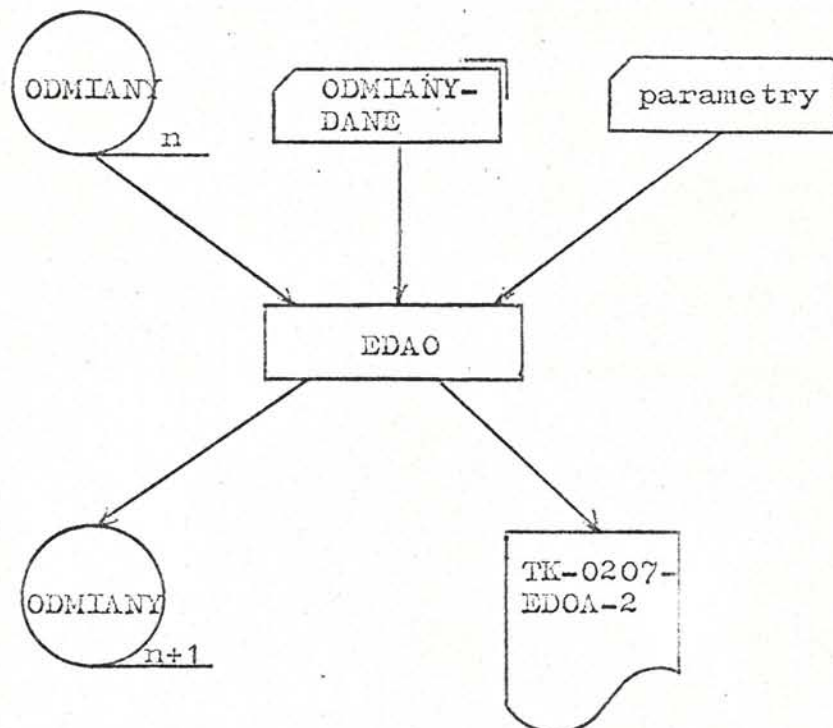 ODMIANY
n
ODMIANY-
DANE
parametry
EDAO
ODMIANY
n+1
TK-0207-
EDOA-2